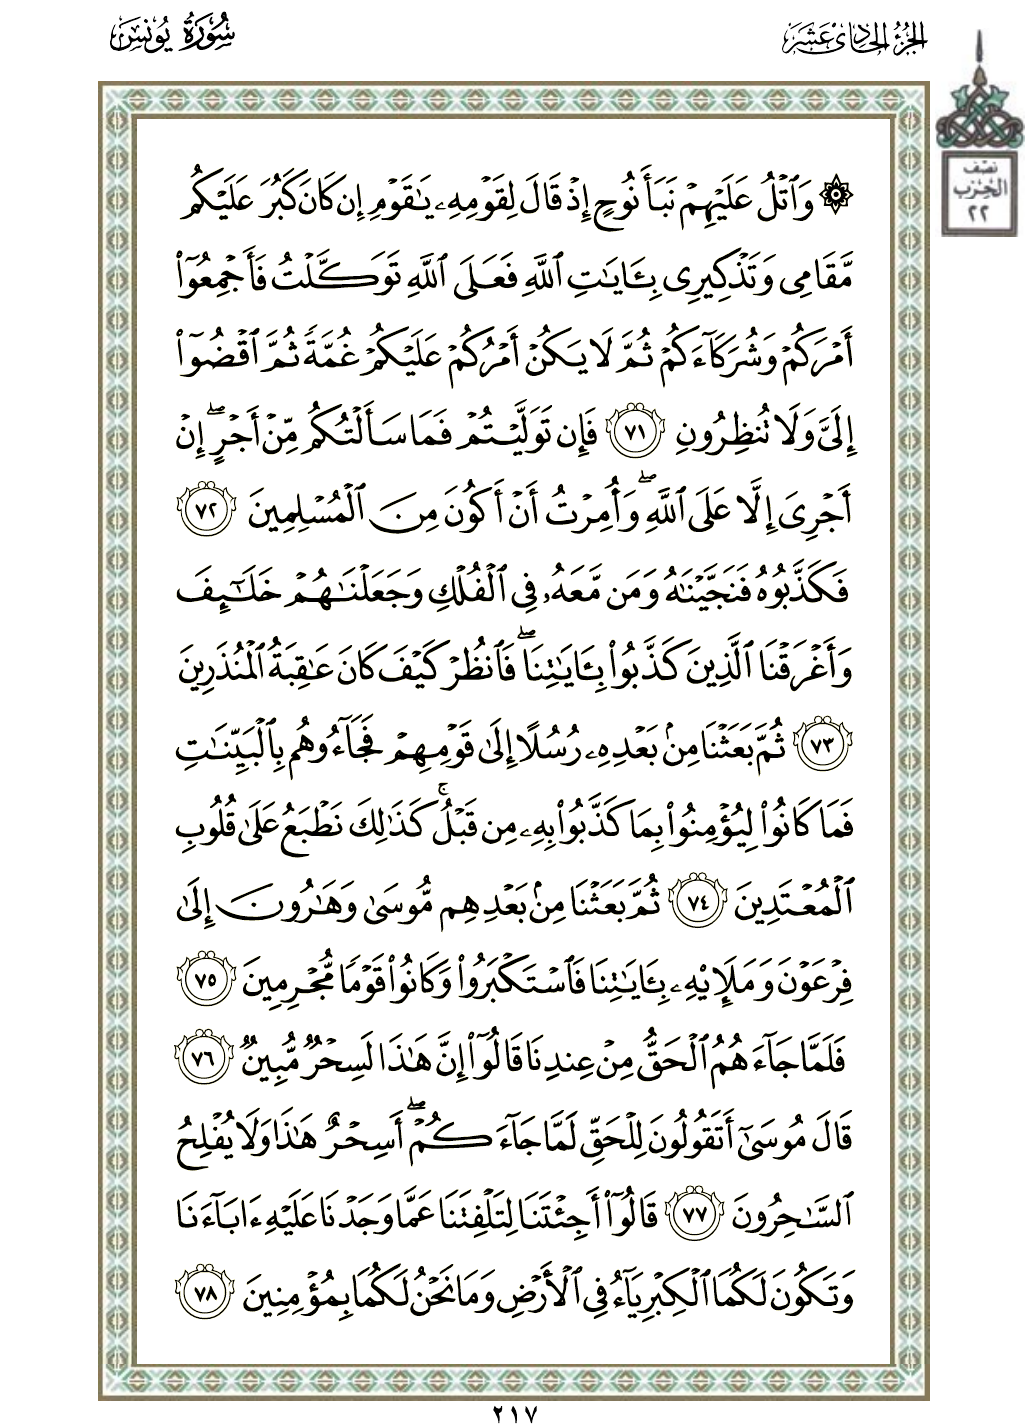 الجزء الحادي عشر
سورة يونس
نصف
الحزب
٢٢
۞ وَٱتْلُ عَلَيْهِمْ نَبَأَ نُوحٍ إِذْ قَالَ لِقَوْمِهِۦ يَـٰقَوْمِ إِن كَانَ كَبُرَ عَلَيْكُم
مَّقَامِى وَتَذْكِيرِى بِـَٔايَـٰتِ ٱللَّهِ فَعَلَى ٱللَّهِ تَوَكَّلْتُ فَأَجْمِعُوٓا۟
أَمْرَكُمْ وَشُرَكَآءَكُمْ ثُمَّ لَا يَكُنْ أَمْرُكُمْ عَلَيْكُمْ غُمَّةً ثُمَّ ٱقْضُوٓا۟
إِلَىَّ وَلَا تُنظِرُونِ ٧١ فَإِن تَوَلَّيْتُمْ فَمَا سَأَلْتُكُم مِّنْ أَجْرٍ ۖ إِنْ
أَجْرِىَ إِلَّا عَلَى ٱللَّهِ ۖ وَأُمِرْتُ أَنْ أَكُونَ مِنَ ٱلْمُسْلِمِينَ ٧٢
فَكَذَّبُوهُ فَنَجَّيْنَـٰهُ وَمَن مَّعَهُۥ فِى ٱلْفُلْكِ وَجَعَلْنَـٰهُمْ خَلَـٰٓئِفَ
وَأَغْرَقْنَا ٱلَّذِينَ كَذَّبُوا۟ بِـَٔايَـٰتِنَا ۖ فَٱنظُرْ كَيْفَ كَانَ عَـٰقِبَةُ ٱلْمُنذَرِينَ
٧٣ ثُمَّ بَعَثْنَا مِنۢ بَعْدِهِۦ رُسُلًا إِلَىٰ قَوْمِهِمْ فَجَآءُوهُم بِٱلْبَيِّنَـٰتِ
فَمَا كَانُوا۟ لِيُؤْمِنُوا۟ بِمَا كَذَّبُوا۟ بِهِۦ مِن قَبْلُ ۚ كَذَٰلِكَ نَطْبَعُ عَلَىٰ قُلُوبِ
ٱلْمُعْتَدِينَ ٧٤ ثُمَّ بَعَثْنَا مِنۢ بَعْدِهِم مُّوسَىٰ وَهَـٰرُونَ إِلَىٰ
فِرْعَوْنَ وَمَلَإِي۟هِۦ بِـَٔايَـٰتِنَا فَٱسْتَكْبَرُوا۟ وَكَانُوا۟ قَوْمًا مُّجْرِمِينَ ٧٥
فَلَمَّا جَآءَهُمُ ٱلْحَقُّ مِنْ عِندِنَا قَالُوٓا۟ إِنَّ هَـٰذَا لَسِحْرٌ مُّبِينٌ ٧٦
قَالَ مُوسَىٰٓ أَتَقُولُونَ لِلْحَقِّ لَمَّا جَآءَكُمْ ۖ أَسِحْرٌ هَـٰذَا وَلَا يُفْلِحُ
ٱلسَّـٰحِرُونَ ٧٧ قَالُوٓا۟ أَجِئْتَنَا لِتَلْفِتَنَا عَمَّا وَجَدْنَا عَلَيْهِ ءَابَآءَنَا
وَتَكُونَ لَكُمَا ٱلْكِبْرِيَآءُ فِى ٱلْأَرْضِ وَمَا نَحْنُ لَكُمَا بِمُؤْمِنِينَ ٧٨
٢١٧